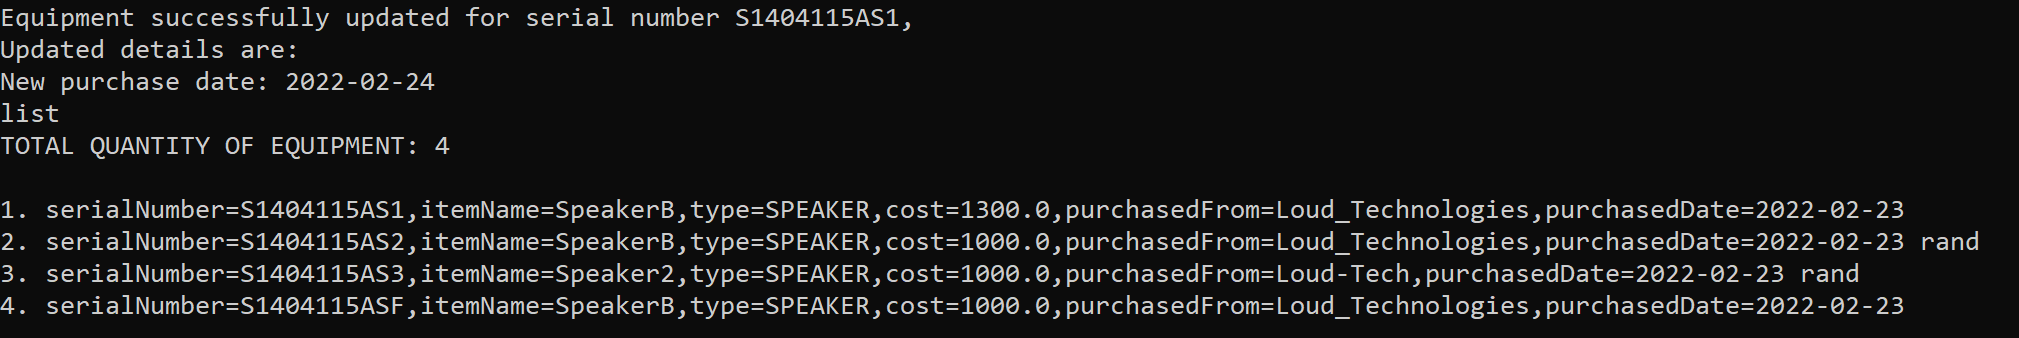 Equipment successfully updated for serial number S1404115AS1,
Updated details are:
New purchase date: 2022-02-24
list
TOTAL QUANTITY OF EQUIPMENT: 4
1. serialNumber=S1404115AS1,itemName=SpeakerB,type=SPEAKER,cost=1300.0,purchasedFrom=Loud_Technologies,purchasedDate=2022-02-23
2. serialNumber=S1404115AS2,itemName=SpeakerB,type=SPEAKER,cost=1000.0,purchasedFrom=Loud_Technologies,purchasedDate=2022-02-23 rand
3. serialNumber=S1404115AS3,itemName=Speaker2,type=SPEAKER,cost=1000.0,purchasedFrom=Loud-Tech,purchasedDate=2022-02-23 rand
4. serialNumber=S1404115ASF,itemName=SpeakerB,type=SPEAKER,cost=1000.0,purchasedFrom=Loud_Technologies,purchasedDate=2022-02-23